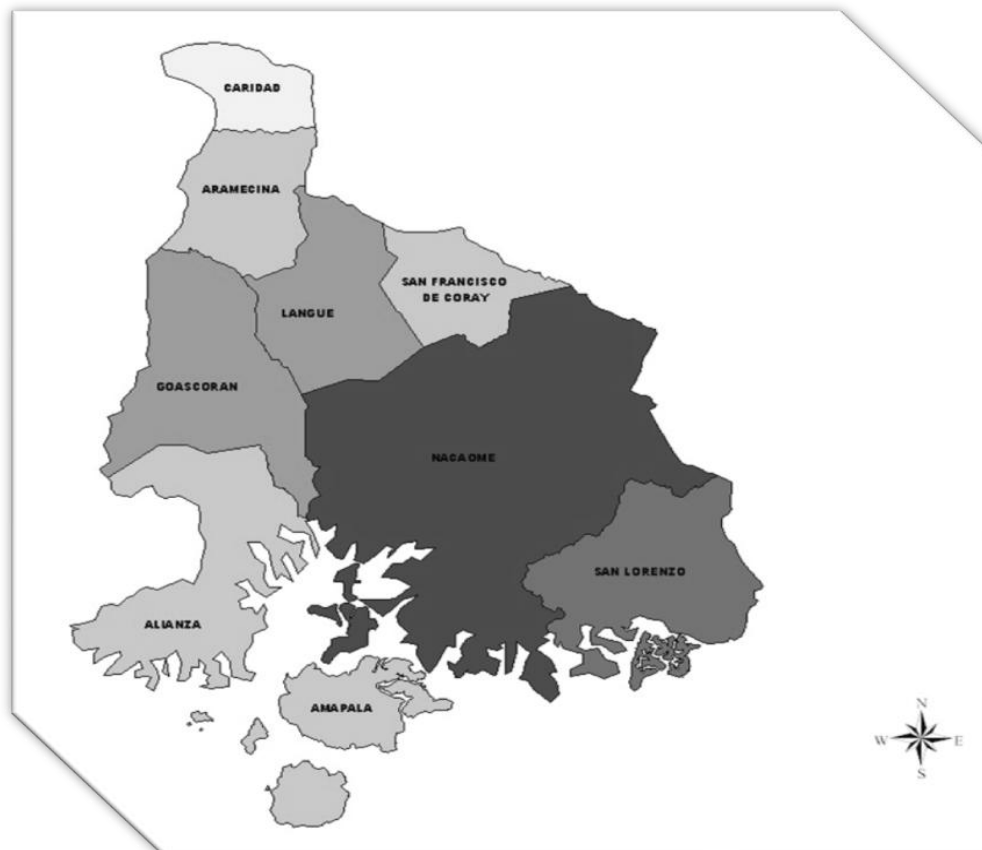 CARIDAD
ARAMECINA
SAN FRANCISCO
DE CORAY
LANGUE
GOASCORAN
NACAOME
SAN LORENZO
ALIANZA
AMAPALA
N
W E
S